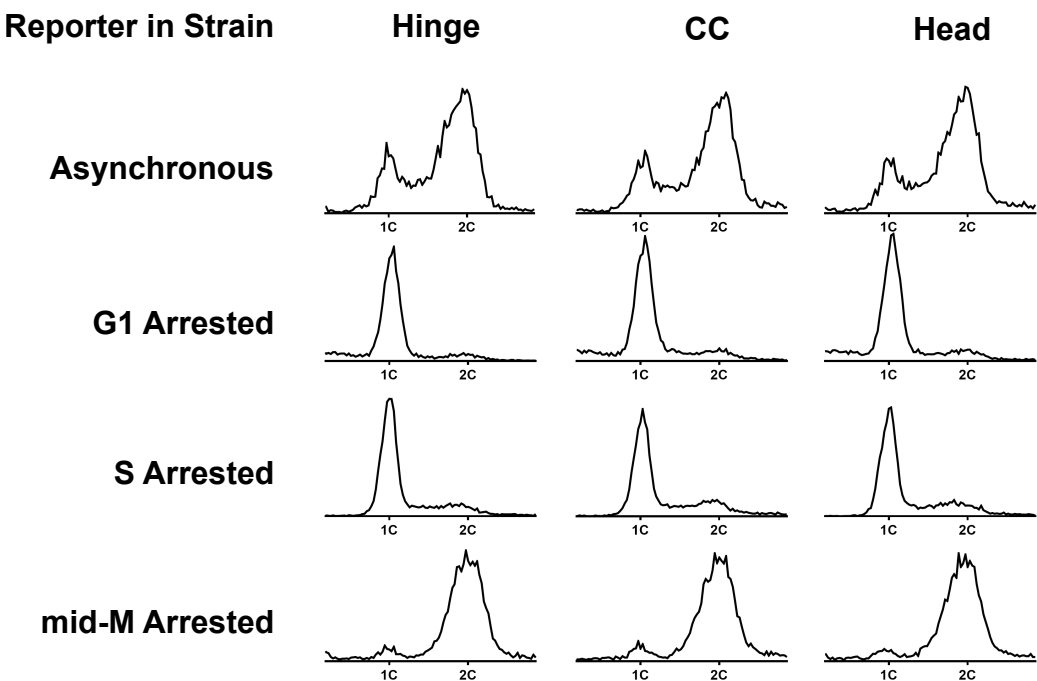 Reporter in Strain Hinge CC Head
Asynchronous
1C 2C 1C 2C 1C 2C
G1 Arrested
1C 2C 1C 2C 1C 2C
S Arrested
1C 2C 1C 2C 1C 2C
mid-M Arrested
1C 2C 1C 2C 1C 2C